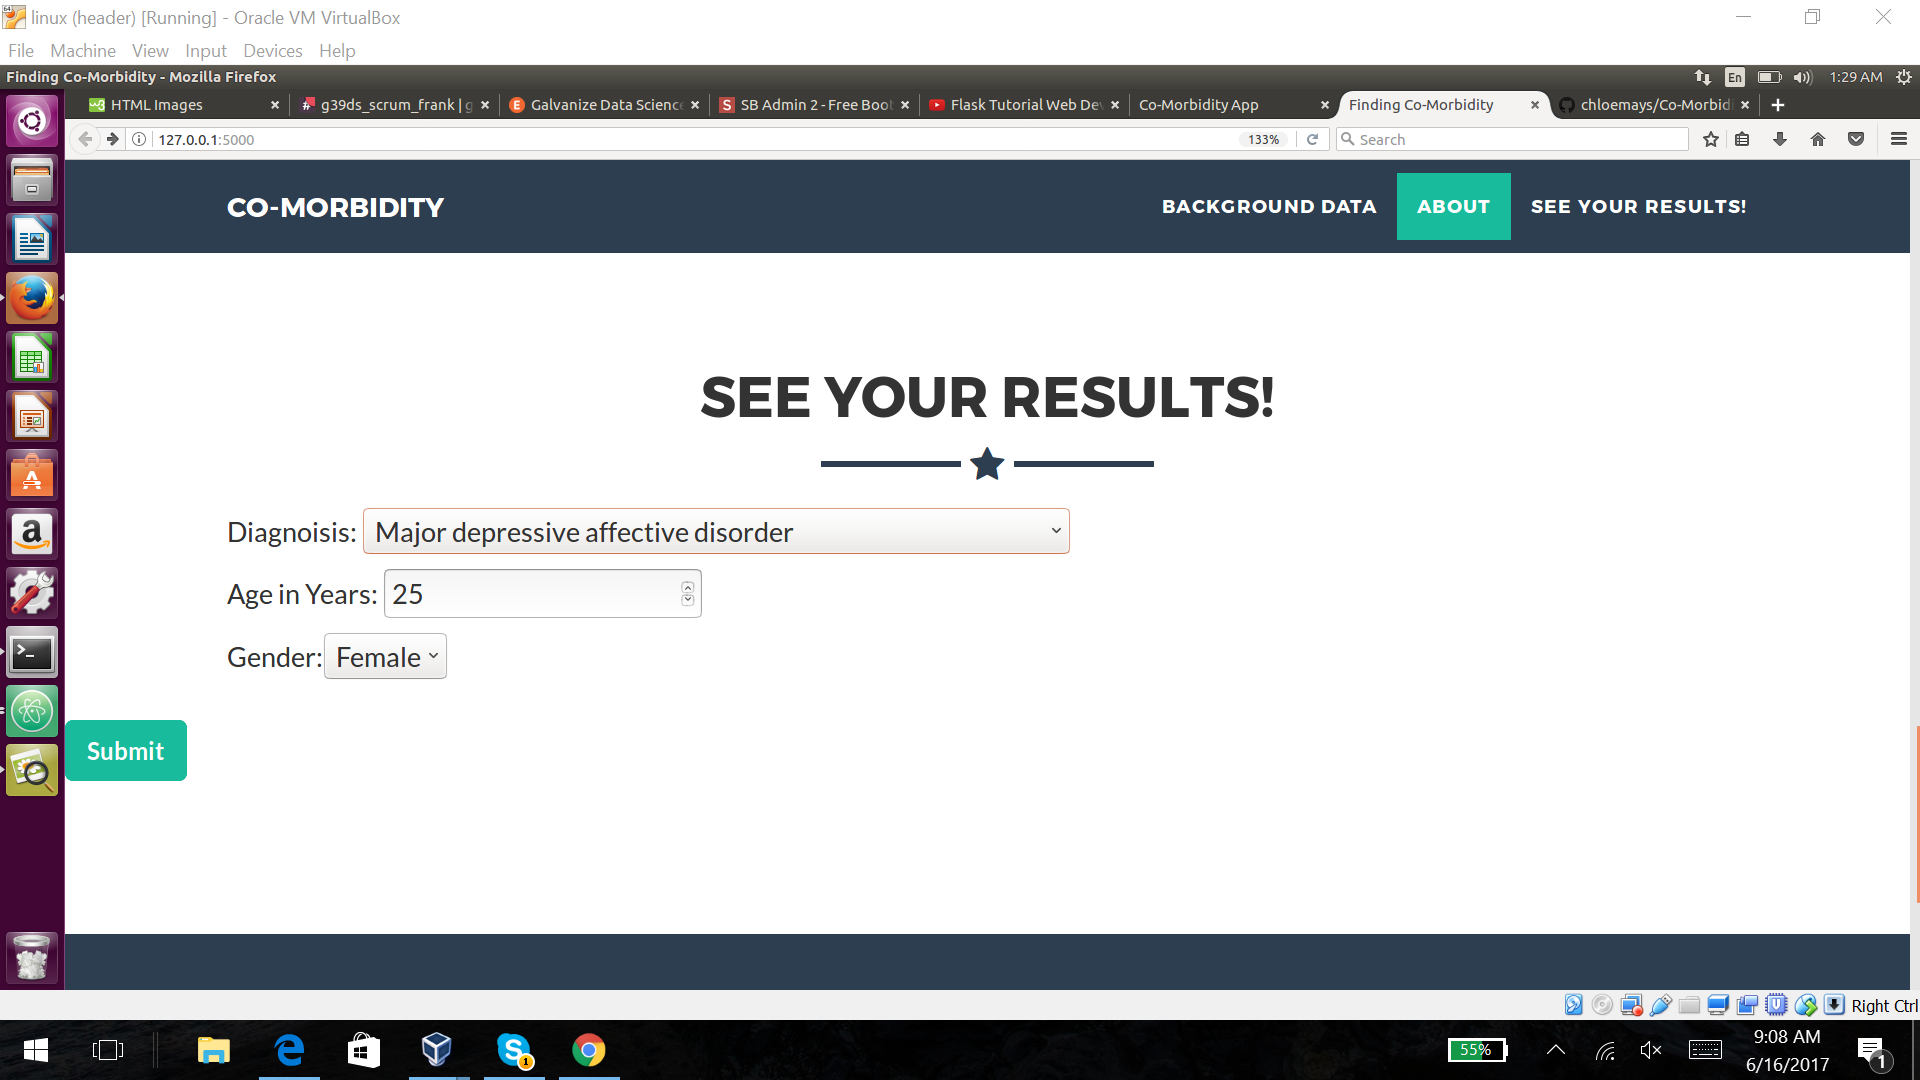 linux (header) [Running] - Oracle VM VirtualBox
File Machine View Input Devices Help
Finding Co-Morbidity - Mozilla Firefox
En
1:29 AM
HTML Images
g39ds_scrum_frank | g
Galvanize Data Science
SB Admin 2 - Free Boot
Flask Tutorial Web De
Co-Morbidity App
Finding Co-Morbidity
chloemays/Co-Morbidi
127.0.0.1:5000
133%
Search
CO-MORBIDITY
BACKGROUND DATA
ABOUT
SEE YOUR RESULTS!
SEE YOUR RESULTS!
Diagnoisis: Major depressive affective disorder
Age in Years: 25
Gender: Female
Submit
Right Ctrl
55%
9:08 AM
6/16/2017
1
1